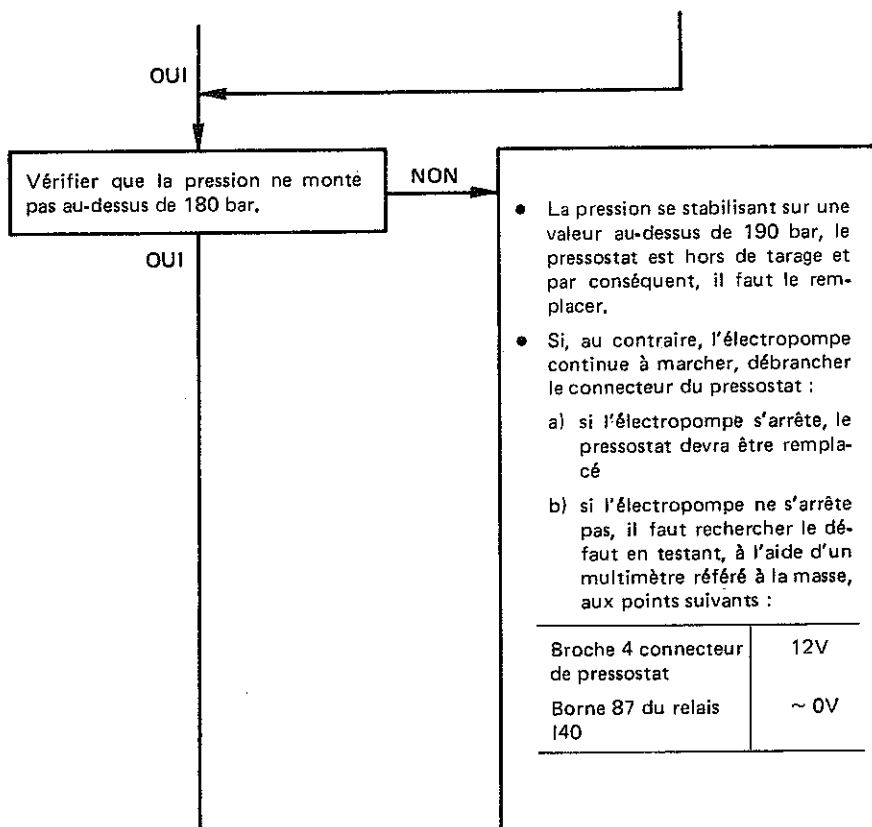 OUI
Vérifier que la pression ne monte
pas au-dessus de 180 bar.
NON
OUI
• La pression se stabilisant sur une
valeur au-dessus de 190 bar, le
pressostat est hors de tarage et
par conséquent, il faut le rem-
placer.
• Si, au contraire, l'électropompe
continue à marcher, débrancher
le connecteur du pressostat :
a) si l'électropompe s'arrête, le
pressostat devra être rempla-
cé
b) si l'électropompe ne s'arrête
pas, il faut rechercher le dé-
faut en testant, à l'aide d'un
multimètre référé à la masse,
aux points suivants :
Broche 4 connecteur 12V
de pressostat
Borne 87 du relais ~ 0V
I40